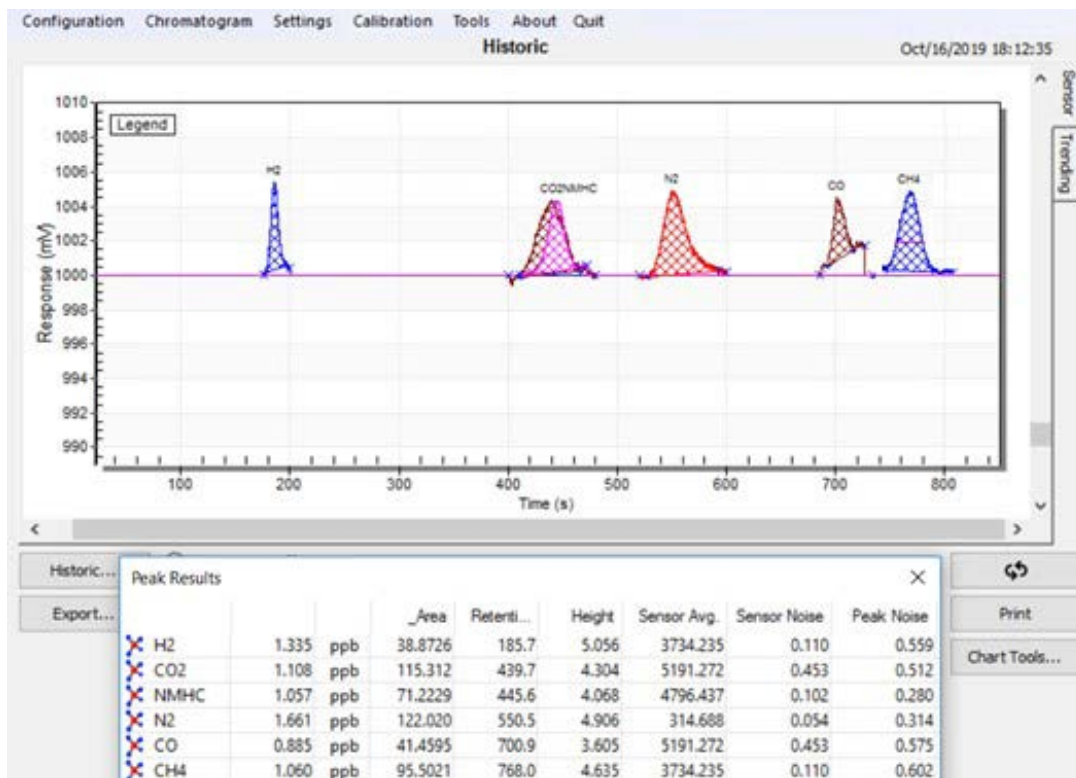 Configuration Chromatogram Settings Calibration Tools About Quit
Historic Oct/16/2019 18:12:35
Sensor
Trending
Legend
H2 CO2NMHC N2 CO CH4
Response (mV)
1010
1008
1006
1004
1002
1000
998
996
994
992
990
100 200 300 400 500 600 700 800
Time (s)
Historic...
Export...
Print
Chart Tools...
Peak Results
_Area Retenti... Height Sensor Avg. Sensor Noise Peak Noise
H2 1.335 ppb 38.8726 185.7 5.056 3734.235 0.110 0.559
CO2 1.108 ppb 115.312 439.7 4.304 5191.272 0.453 0.512
NMHC 1.057 ppb 71.2229 445.6 4.068 4796.437 0.102 0.280
N2 1.661 ppb 122.020 550.5 4.906 314.688 0.054 0.314
CO 0.885 ppb 41.4595 700.9 3.605 5191.272 0.453 0.575
CH4 1.060 ppb 95.5021 768.0 4.635 3734.235 0.110 0.602